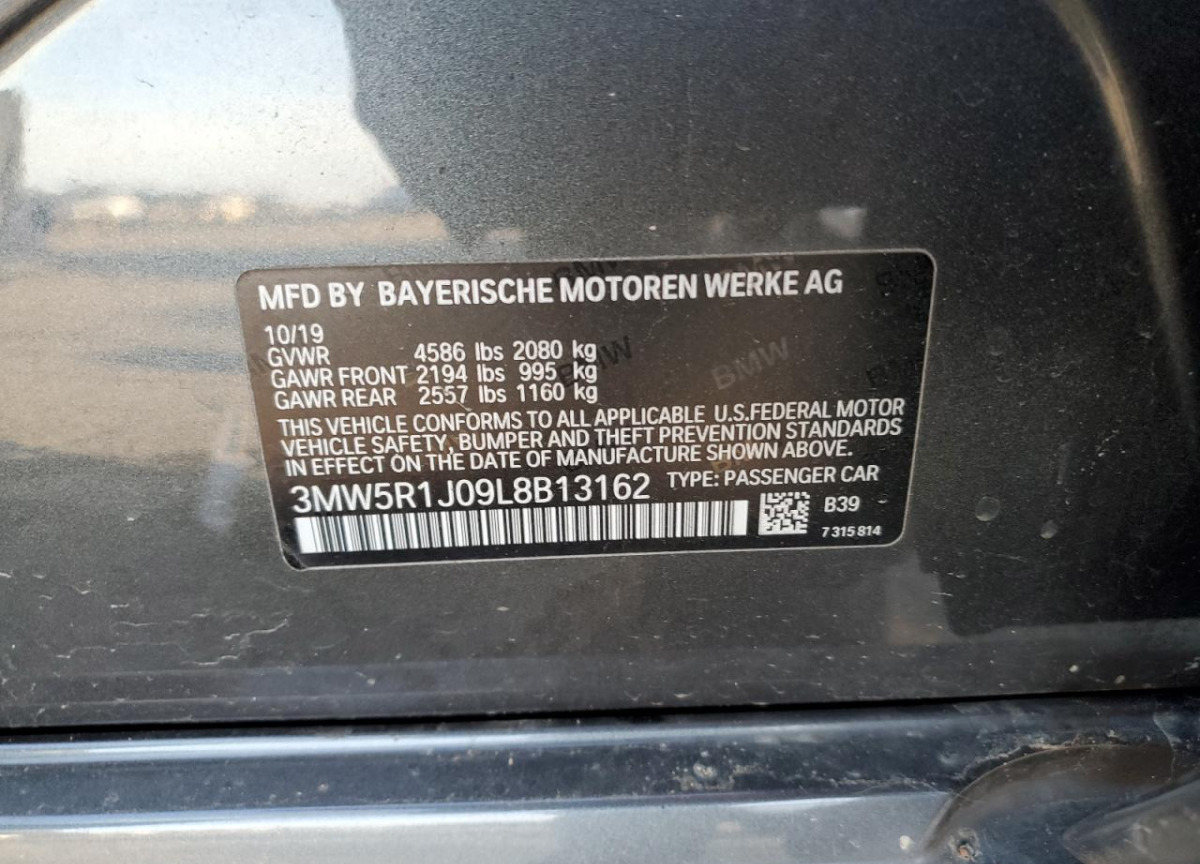 MFD BY BAYERISCHE MOTOREN WERKE AG
10/19
GVWR 4586 lbs 2080 kg
GAWR FRONT 2194 lbs 995 kg
GAWR REAR 2557 lbs 1160 kg
THIS VEHICLE CONFORMS TO ALL APPLICABLE U.S.FEDERAL MOTOR
VEHICLE SAFETY, BUMPER AND THEFT PREVENTION STANDARDS
IN EFFECT ON THE DATE OF MANUFACTURE SHOWN ABOVE.
3MW5R1J09L8B13162 TYPE: PASSENGER CAR
B39
7 315 814
BMW
BMW
BMW